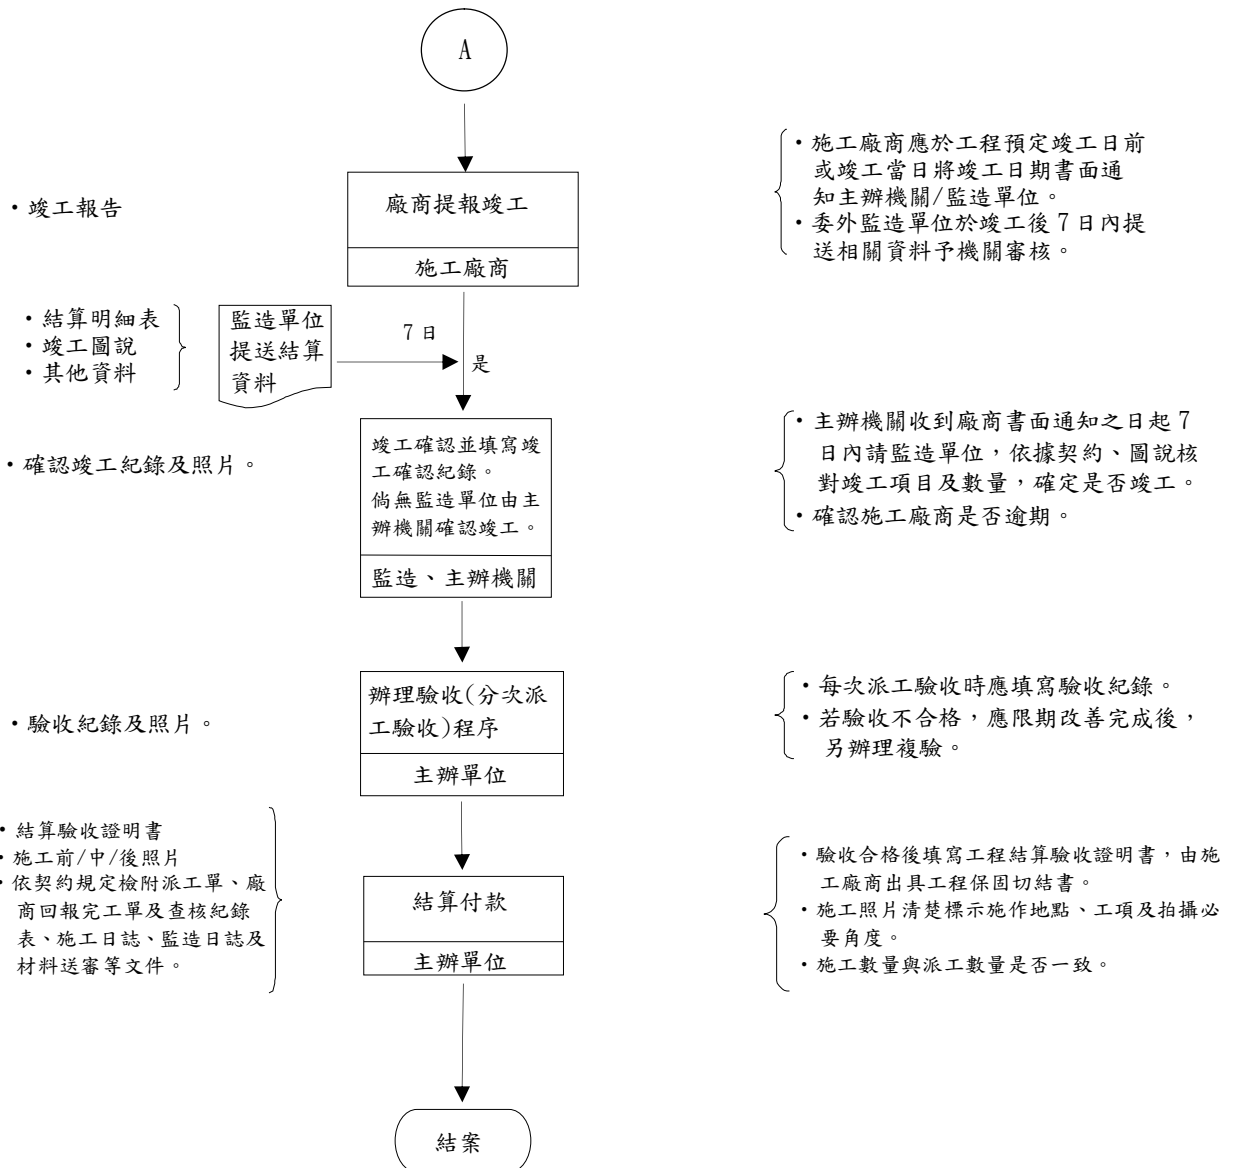 A
・竣工報告
廠商提報竣工
施工廠商
・施工廠商應於工程預定竣工日前
或竣工當日將竣工日期書面通
知主辦機關/監造單位。
・委外監造單位於竣工後7日內提
送相關資料予機關審核。
・結算明細表
・竣工圖說
・其他資料
監造單位
提送結算
資料
7日
是
・確認竣工紀錄及照片。
竣工確認並填寫竣
工確認紀錄。
倘無監造單位由主
辦機關確認竣工。
監造、主辦機關
・主辦機關收到廠商書面通知之日起7
日內請監造單位，依據契約、圖說核
對竣工項目及數量，確定是否竣工。
・確認施工廠商是否逾期。
・驗收紀錄及照片。
辦理驗收(分次派
工驗收)程序
主辦單位
・每次派工驗收時應填寫驗收紀錄。
・若驗收不合格，應限期改善完成後，
另辦理複驗。
・結算驗收證明書
・施工前/中/後照片
・依契約規定檢附派工單、廠
商回報完工單及查核紀錄
表、施工日誌、監造日誌及
材料送審等文件。
結算付款
主辦單位
・驗收合格後填寫工程結算驗收證明書，由施
工廠商出具工程保固切結書。
・施工照片清楚標示施作地點、工項及拍攝必
要角度。
・施工數量與派工數量是否一致。
結案